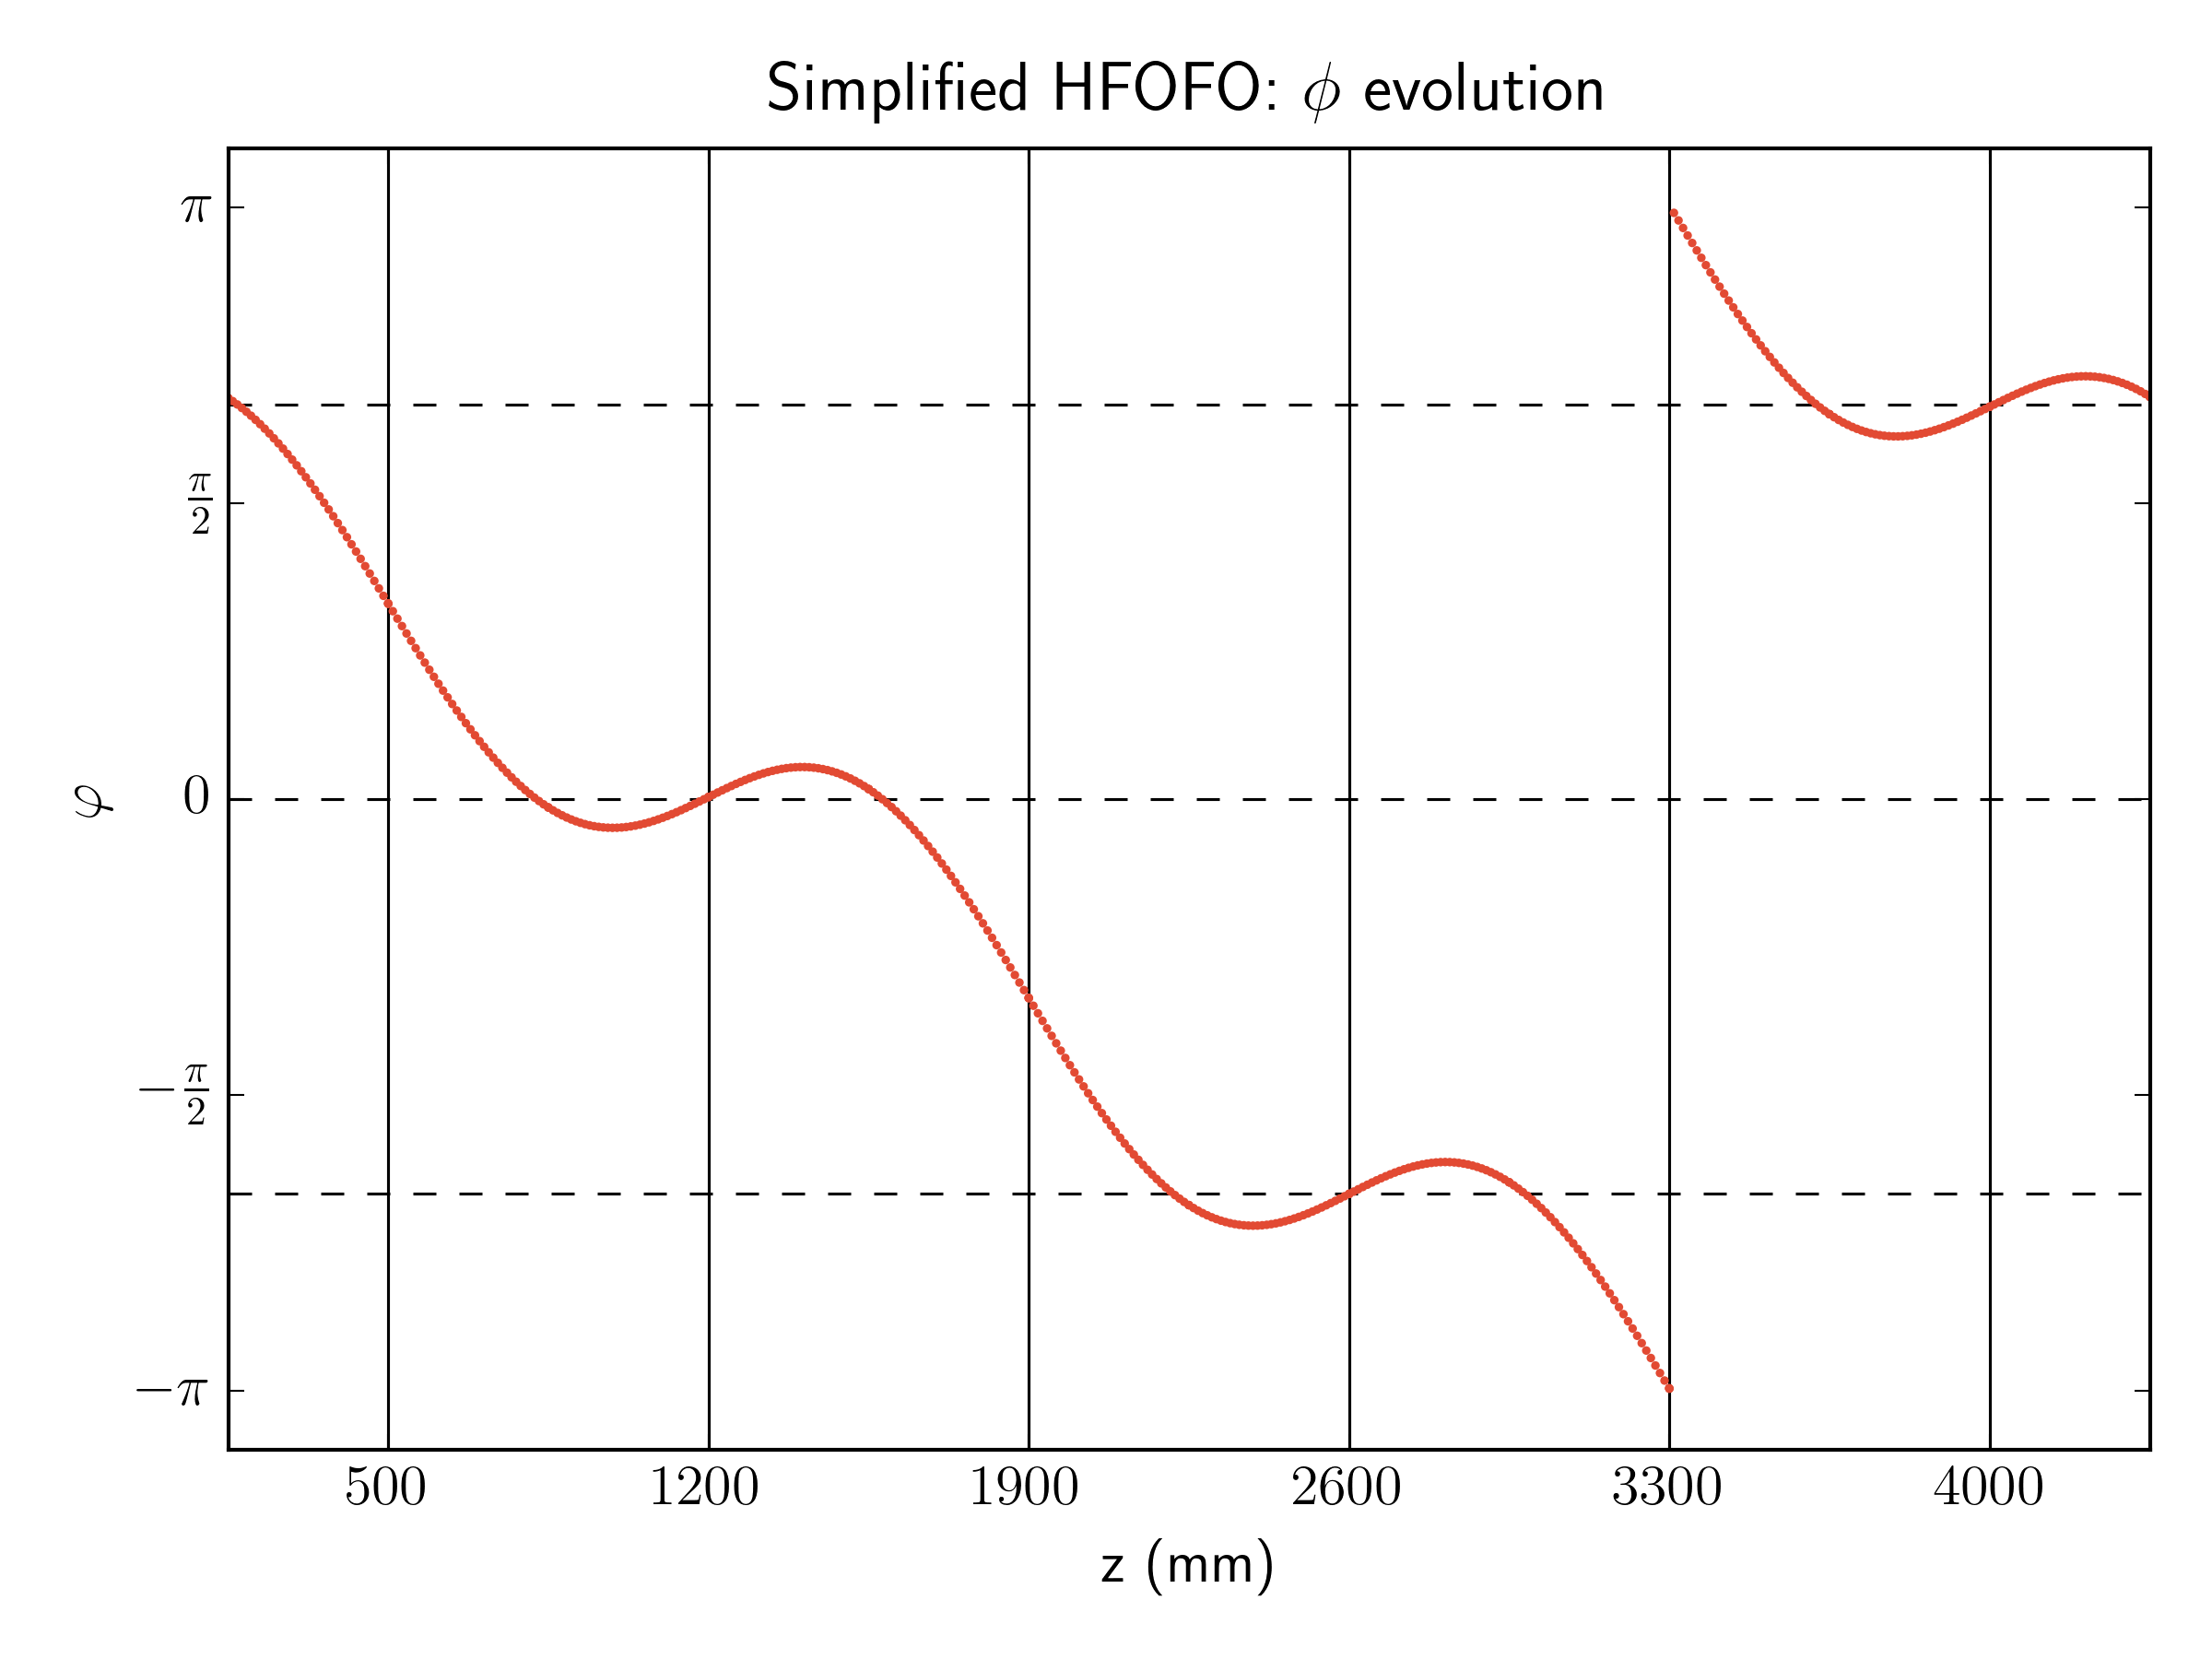 Simplified HFOFO: ϕ evolution
π
π/2
0
−π/2
−π
φ
500 1200 1900 2600 3300 4000
z (mm)